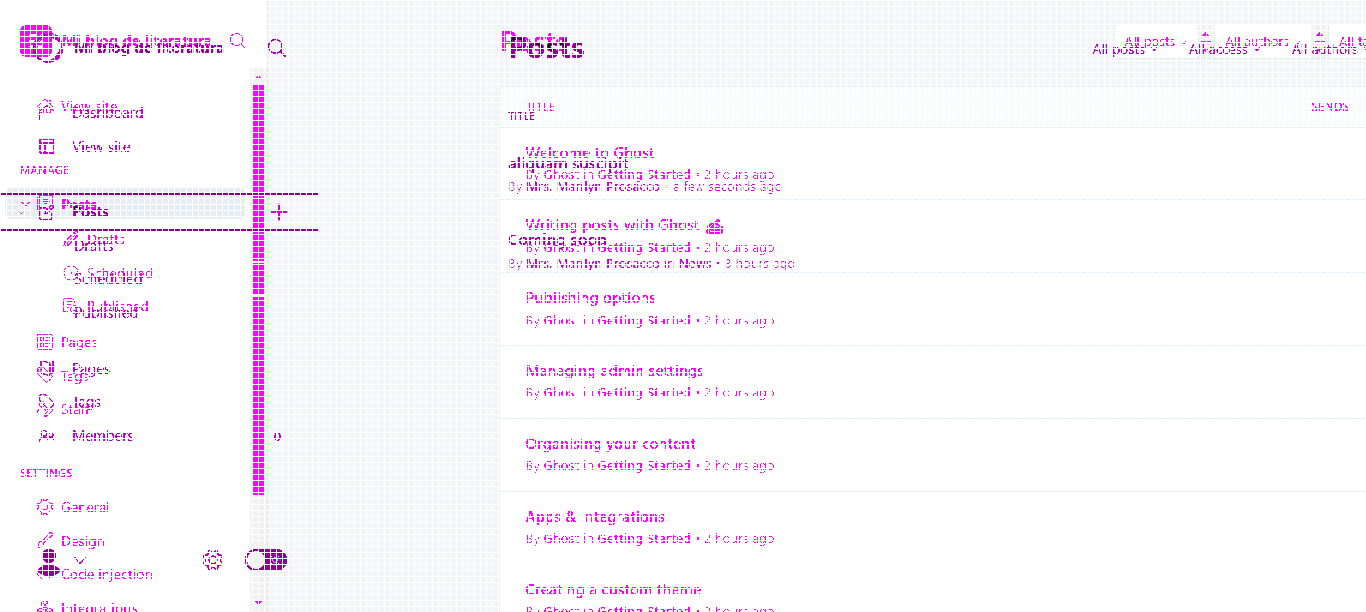 Mi blog de literatura
Posts
All posts
All authors
All to
All posts
All access
All authors
View site
Dashboard
View site
MANAGE
Posts
Posts
Drafts
Drafts
Scheduled
Scheduled
Published
Published
Pages
Pages
Tags
Tags
Staff
Members 0
SETTINGS
General
Design
Code injection
Integrations
TITLE
SENDS
TITLE
Welcome to Ghost
aliquam suscipit
By Ghost in Getting Started • 2 hours ago
By Mrs. Marilyn Prosacco • a few seconds ago
Writing posts with Ghost
Coming soon
By Ghost in Getting Started • 2 hours ago
By Mrs. Marilyn Prosacco in News • 3 hours ago
Publishing options
By Ghost in Getting Started • 2 hours ago
Managing admin settings
By Ghost in Getting Started • 2 hours ago
Organising your content
By Ghost in Getting Started • 2 hours ago
Apps & integrations
By Ghost in Getting Started • 2 hours ago
Creating a custom theme
By Ghost in Getting Started • 2 hours ago